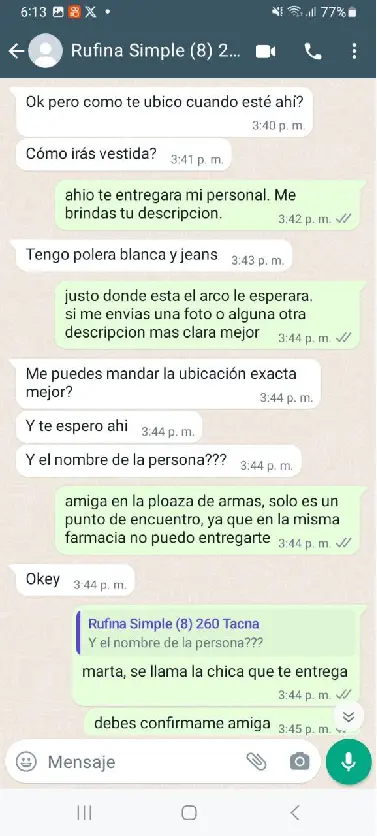 6:13
77%
Rufina Simple (8) 2...
Ok pero como te ubico cuando esté ahí?
3:40 p. m.
Cómo irás vestida? 3:41 p. m.
ahio te entregara mi personal. Me
brindas tu descripcion. 3:42 p. m.
Tengo polera blanca y jeans 3:43 p. m.
justo donde esta el arco le esperara.
si me envias una foto o alguna otra
descripcion mas clara mejor 3:44 p. m.
Me puedes mandar la ubicación exacta
mejor? 3:44 p. m.
Y te espero ahi 3:44 p. m.
Y el nombre de la persona??? 3:44 p. m.
amiga en la ploaza de armas, solo es un
punto de encuentro, ya que en la misma
farmacia no puedo entregarte 3:44 p. m.
Okey 3:44 p. m.
Rufina Simple (8) 260 Tacna
Y el nombre de la persona???
marta, se llama la chica que te entrega
3:44 p. m.
debes confirmame amiga 3:45 p. m.
Mensaje